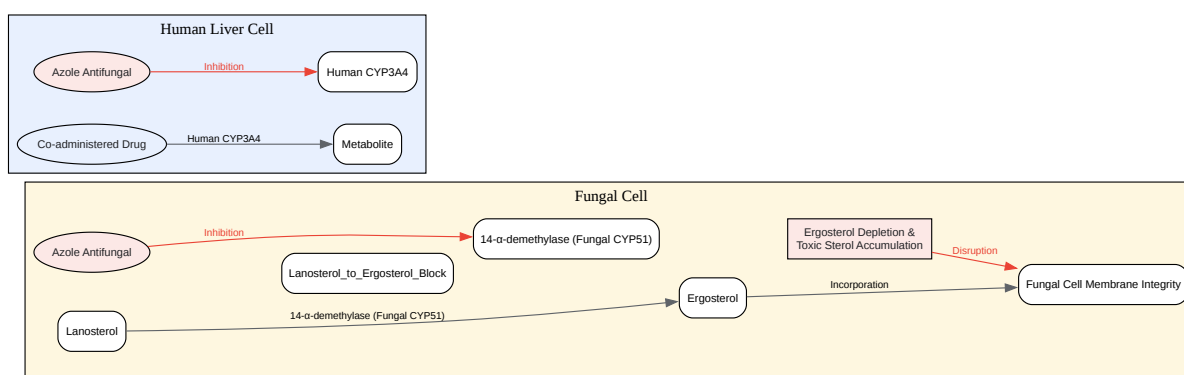 Human Liver Cell
Azole Antifungal
Inhibition
Human CYP3A4
Co-administered Drug
Human CYP3A4
Metabolite
Fungal Cell
Azole Antifungal
Inhibition
14-α-demethylase (Fungal CYP51)
Ergosterol Depletion &
Toxic Sterol Accumulation
Disruption
Lanosterol_to_Ergosterol_Block
Lanosterol
14-α-demethylase (Fungal CYP51)
Ergosterol
Incorporation
Fungal Cell Membrane Integrity